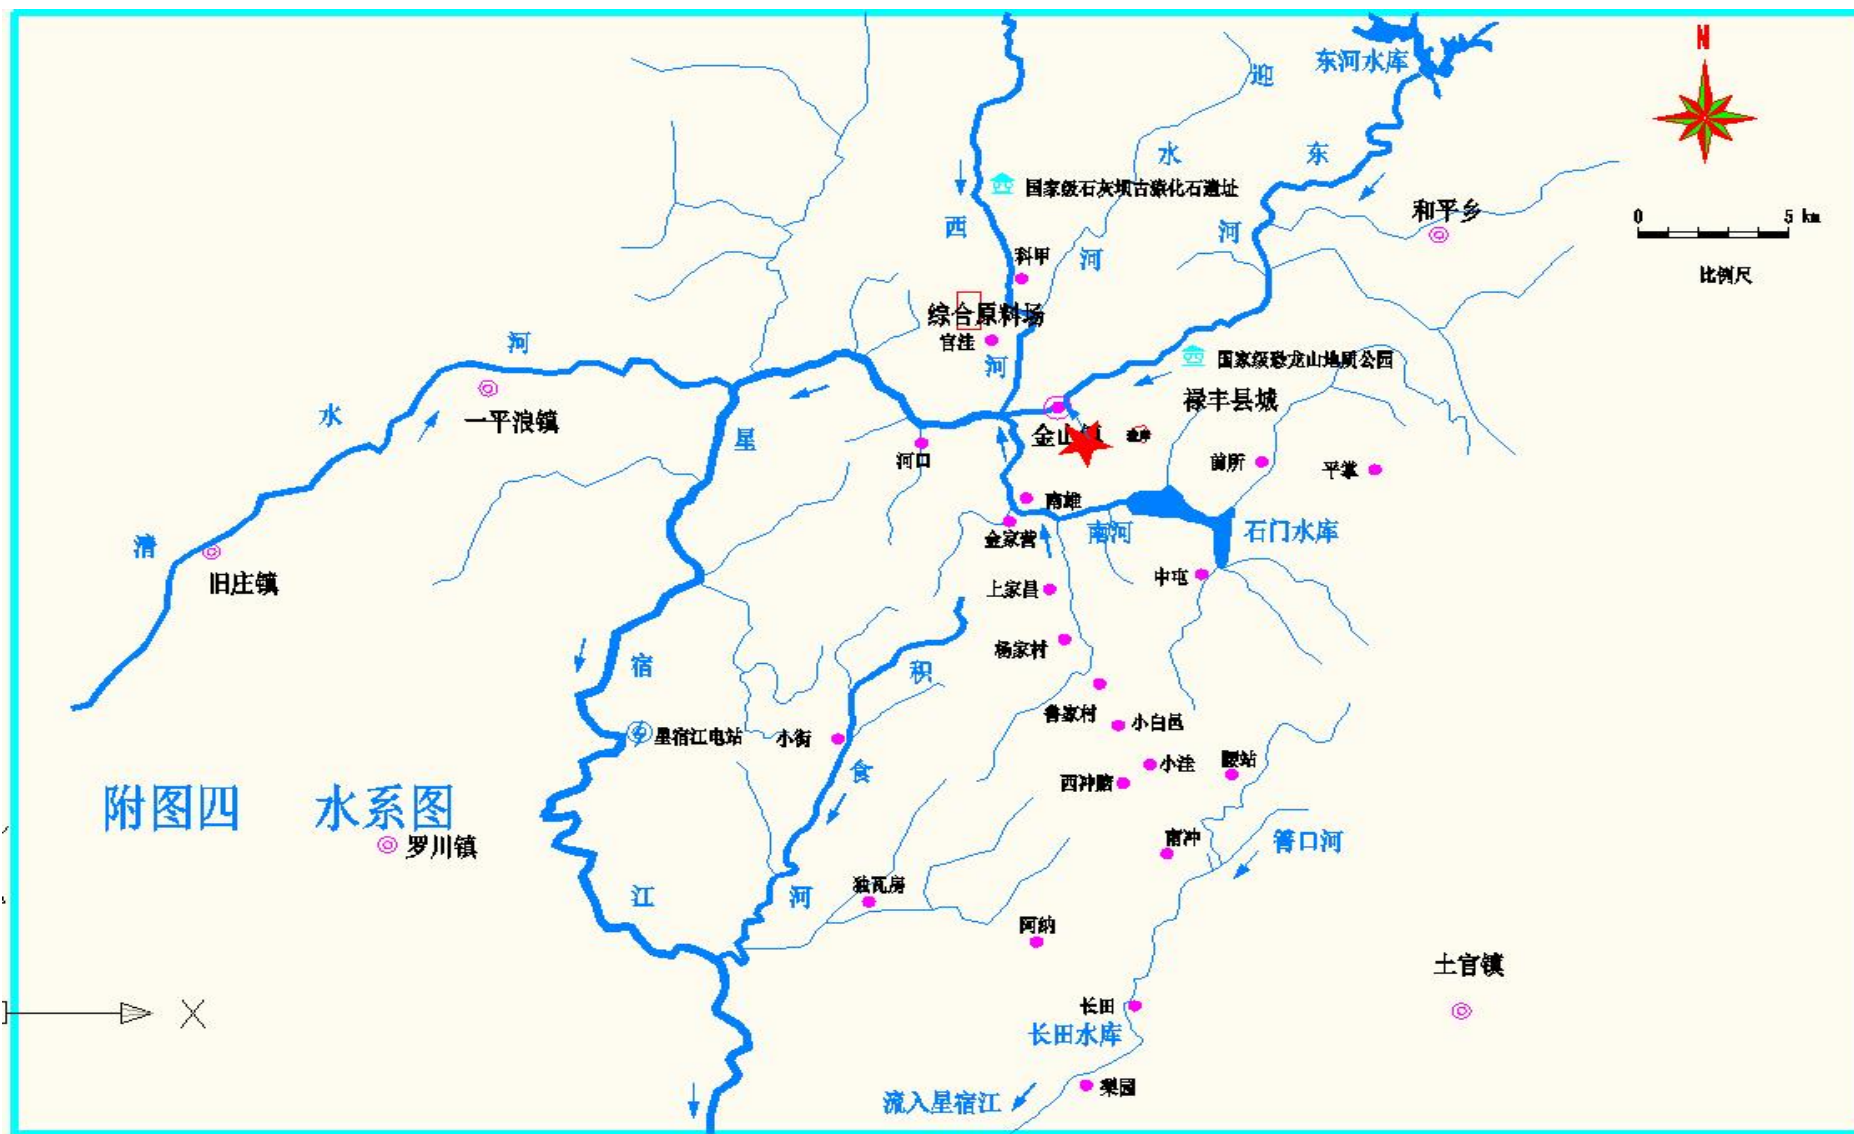 N
东河水库
迎
水
河
东
河
国家级石灰坝古猿化石遗址
西
河
和平乡
0 5 km
比例尺
科甲
综合原料场
官洼
国家级恐龙山地质公园
禄丰县城
河
水
清
一平浪镇
星
宿
江
金山镇
河口
前所
平掌
南雄
南河
石门水库
金家营
旧庄镇
上家昌
中屯
杨家村
积
食
河
鲁家村
小白邑
星宿江电站
小街
小洼
腰站
西冲
附图四 水系图
罗川镇
南冲
箐口河
独瓦房
阿纳
土官镇
长田
长田水库
X
梨园
流入星宿江